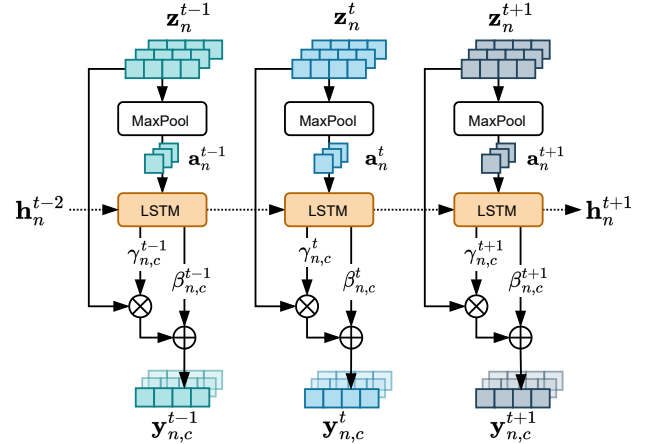 z_n^{t-1} z_n^t z_n^{t+1}
MaxPool MaxPool MaxPool
a_n^{t-1} a_n^t a_n^{t+1}
h_n^{t-2} LSTM LSTM LSTM h_n^{t+1}
γ_{n,c}^{t-1} γ_{n,c}^t γ_{n,c}^{t+1}
β_{n,c}^{t-1} β_{n,c}^t β_{n,c}^{t+1}
y_{n,c}^{t-1} y_{n,c}^t y_{n,c}^{t+1}